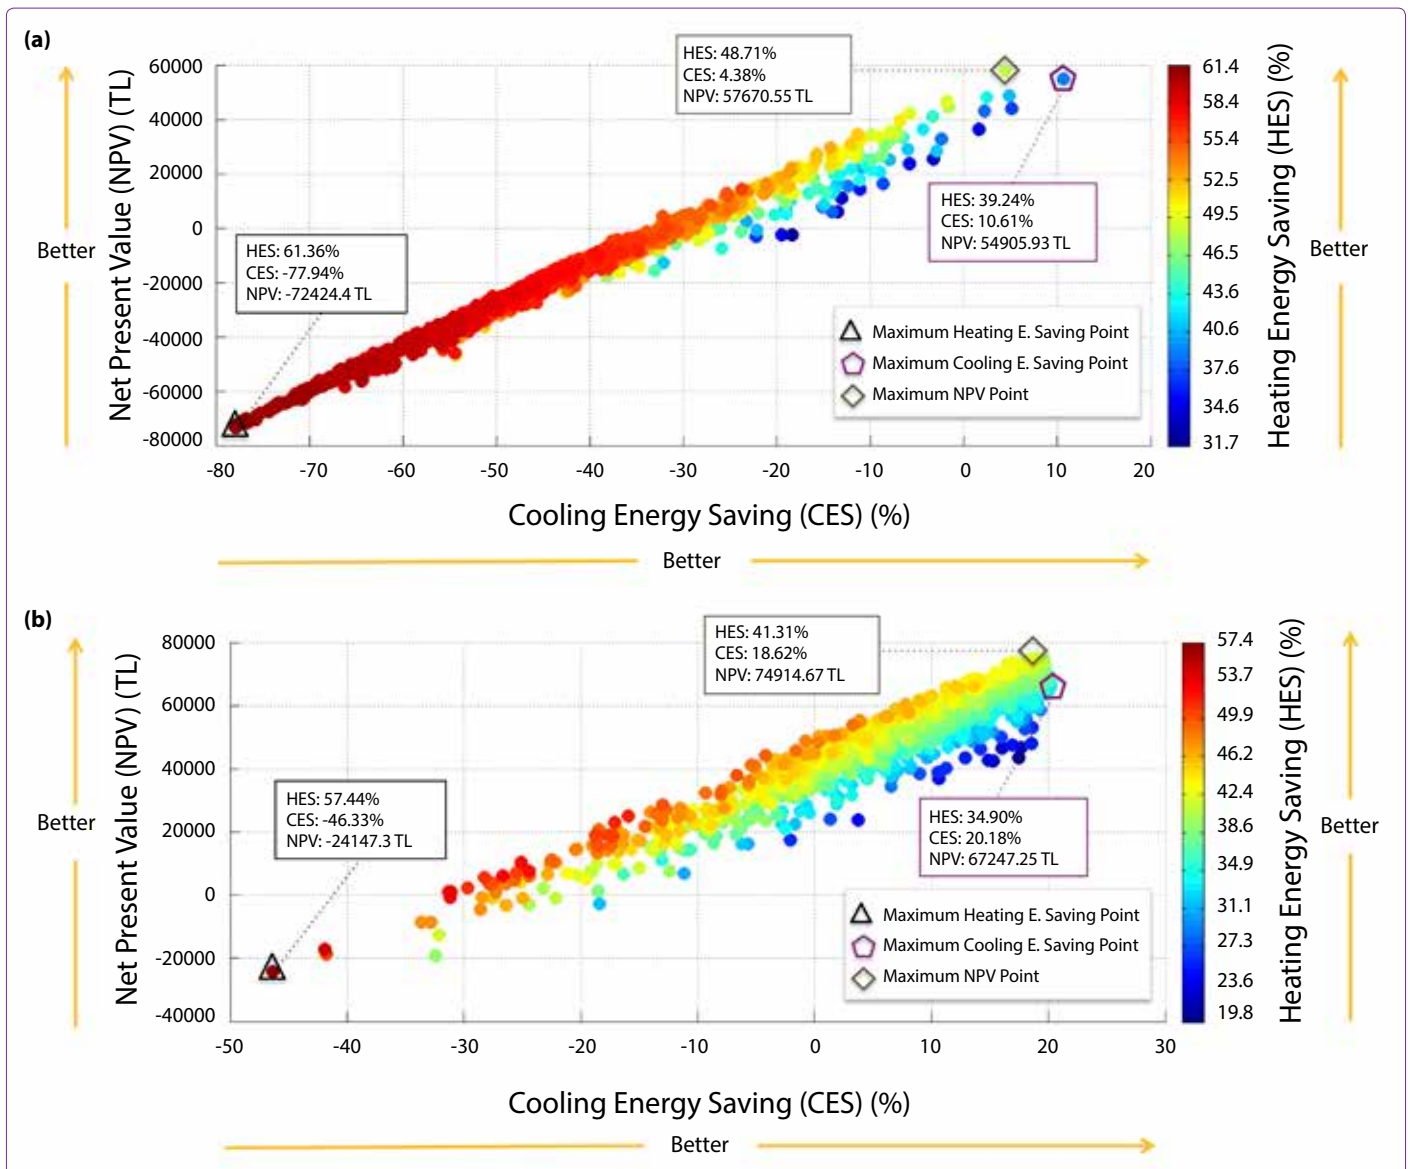 (a)
Better
Net Present Value (NPV) (TL)
60000
40000
20000
0
-20000
-40000
-60000
-80000
-80
-70
-60
-50
-40
-30
-20
-10
0
10
20
Cooling Energy Saving (CES) (%)
Better
HES: 48.71%
CES: 4.38%
NPV: 57670.55 TL
HES: 61.36%
CES: -77.94%
NPV: -72424.4 TL
HES: 39.24%
CES: 10.61%
NPV: 54905.93 TL
Maximum Heating E. Saving Point
Maximum Cooling E. Saving Point
Maximum NPV Point
61.4
58.4
55.4
52.5
49.5
46.5
43.6
40.6
37.6
34.6
31.7
Heating Energy Saving (HES) (%)
Better
(b)
Better
Net Present Value (NPV) (TL)
80000
60000
40000
20000
0
-20000
-40000
-50
-40
-30
-20
-10
0
10
20
30
Cooling Energy Saving (CES) (%)
Better
HES: 41.31%
CES: 18.62%
NPV: 74914.67 TL
HES: 57.44%
CES: -46.33%
NPV: -24147.3 TL
HES: 34.90%
CES: 20.18%
NPV: 67247.25 TL
Maximum Heating E. Saving Point
Maximum Cooling E. Saving Point
Maximum NPV Point
57.4
53.7
49.9
46.2
42.4
38.6
34.9
31.1
27.3
23.6
19.8
Heating Energy Saving (HES) (%)
Better